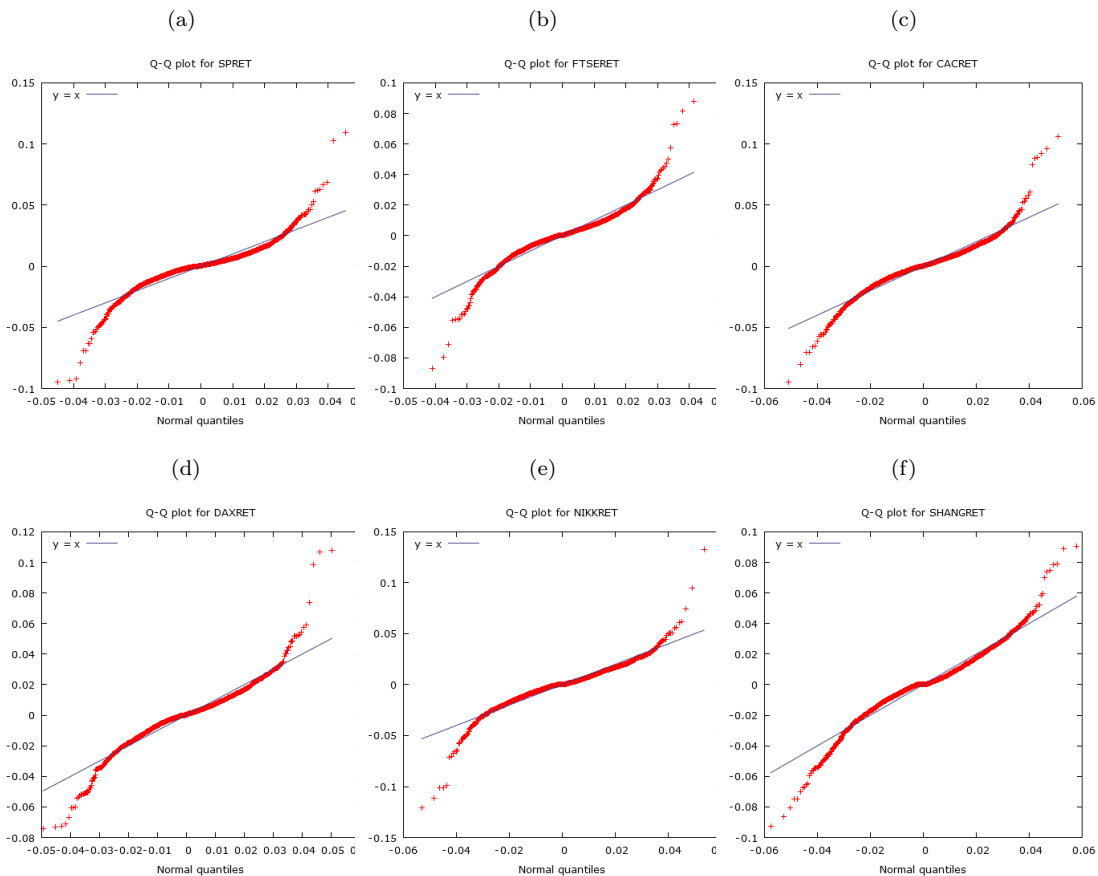 (a)
Q-Q plot for SPRET
y = x
0.15
0.1
0.05
0
-0.05
-0.1
-0.05 -0.04 -0.03 -0.02 -0.01 0 0.01 0.02 0.03 0.04 0
Normal quantiles
(b)
Q-Q plot for FTSERET
y = x
0.1
0.08
0.06
0.04
0.02
0
-0.02
-0.04
-0.06
-0.08
-0.1
-0.05 -0.04 -0.03 -0.02 -0.01 0 0.01 0.02 0.03 0.04
Normal quantiles
(c)
Q-Q plot for CACRET
y = x
0.15
0.1
0.05
0
-0.05
-0.1
-0.06 -0.04 -0.02 0 0.02 0.04 0.06
Normal quantiles
(d)
Q-Q plot for DAXRET
y = x
0.12
0.1
0.08
0.06
0.04
0.02
0
-0.02
-0.04
-0.06
-0.08
-0.05 -0.04 -0.03 -0.02 -0.01 0 0.01 0.02 0.03 0.04 0.05
Normal quantiles
(e)
Q-Q plot for NIKKRET
y = x
0.15
0.1
0.05
0
-0.05
-0.1
-0.15
-0.06 -0.04 -0.02 0 0.02 0.04
Normal quantiles
(f)
Q-Q plot for SHANGRET
y = x
0.1
0.08
0.06
0.04
0.02
0
-0.02
-0.04
-0.06
-0.08
-0.1
-0.06 -0.04 -0.02 0 0.02 0.04 0.06
Normal quantiles